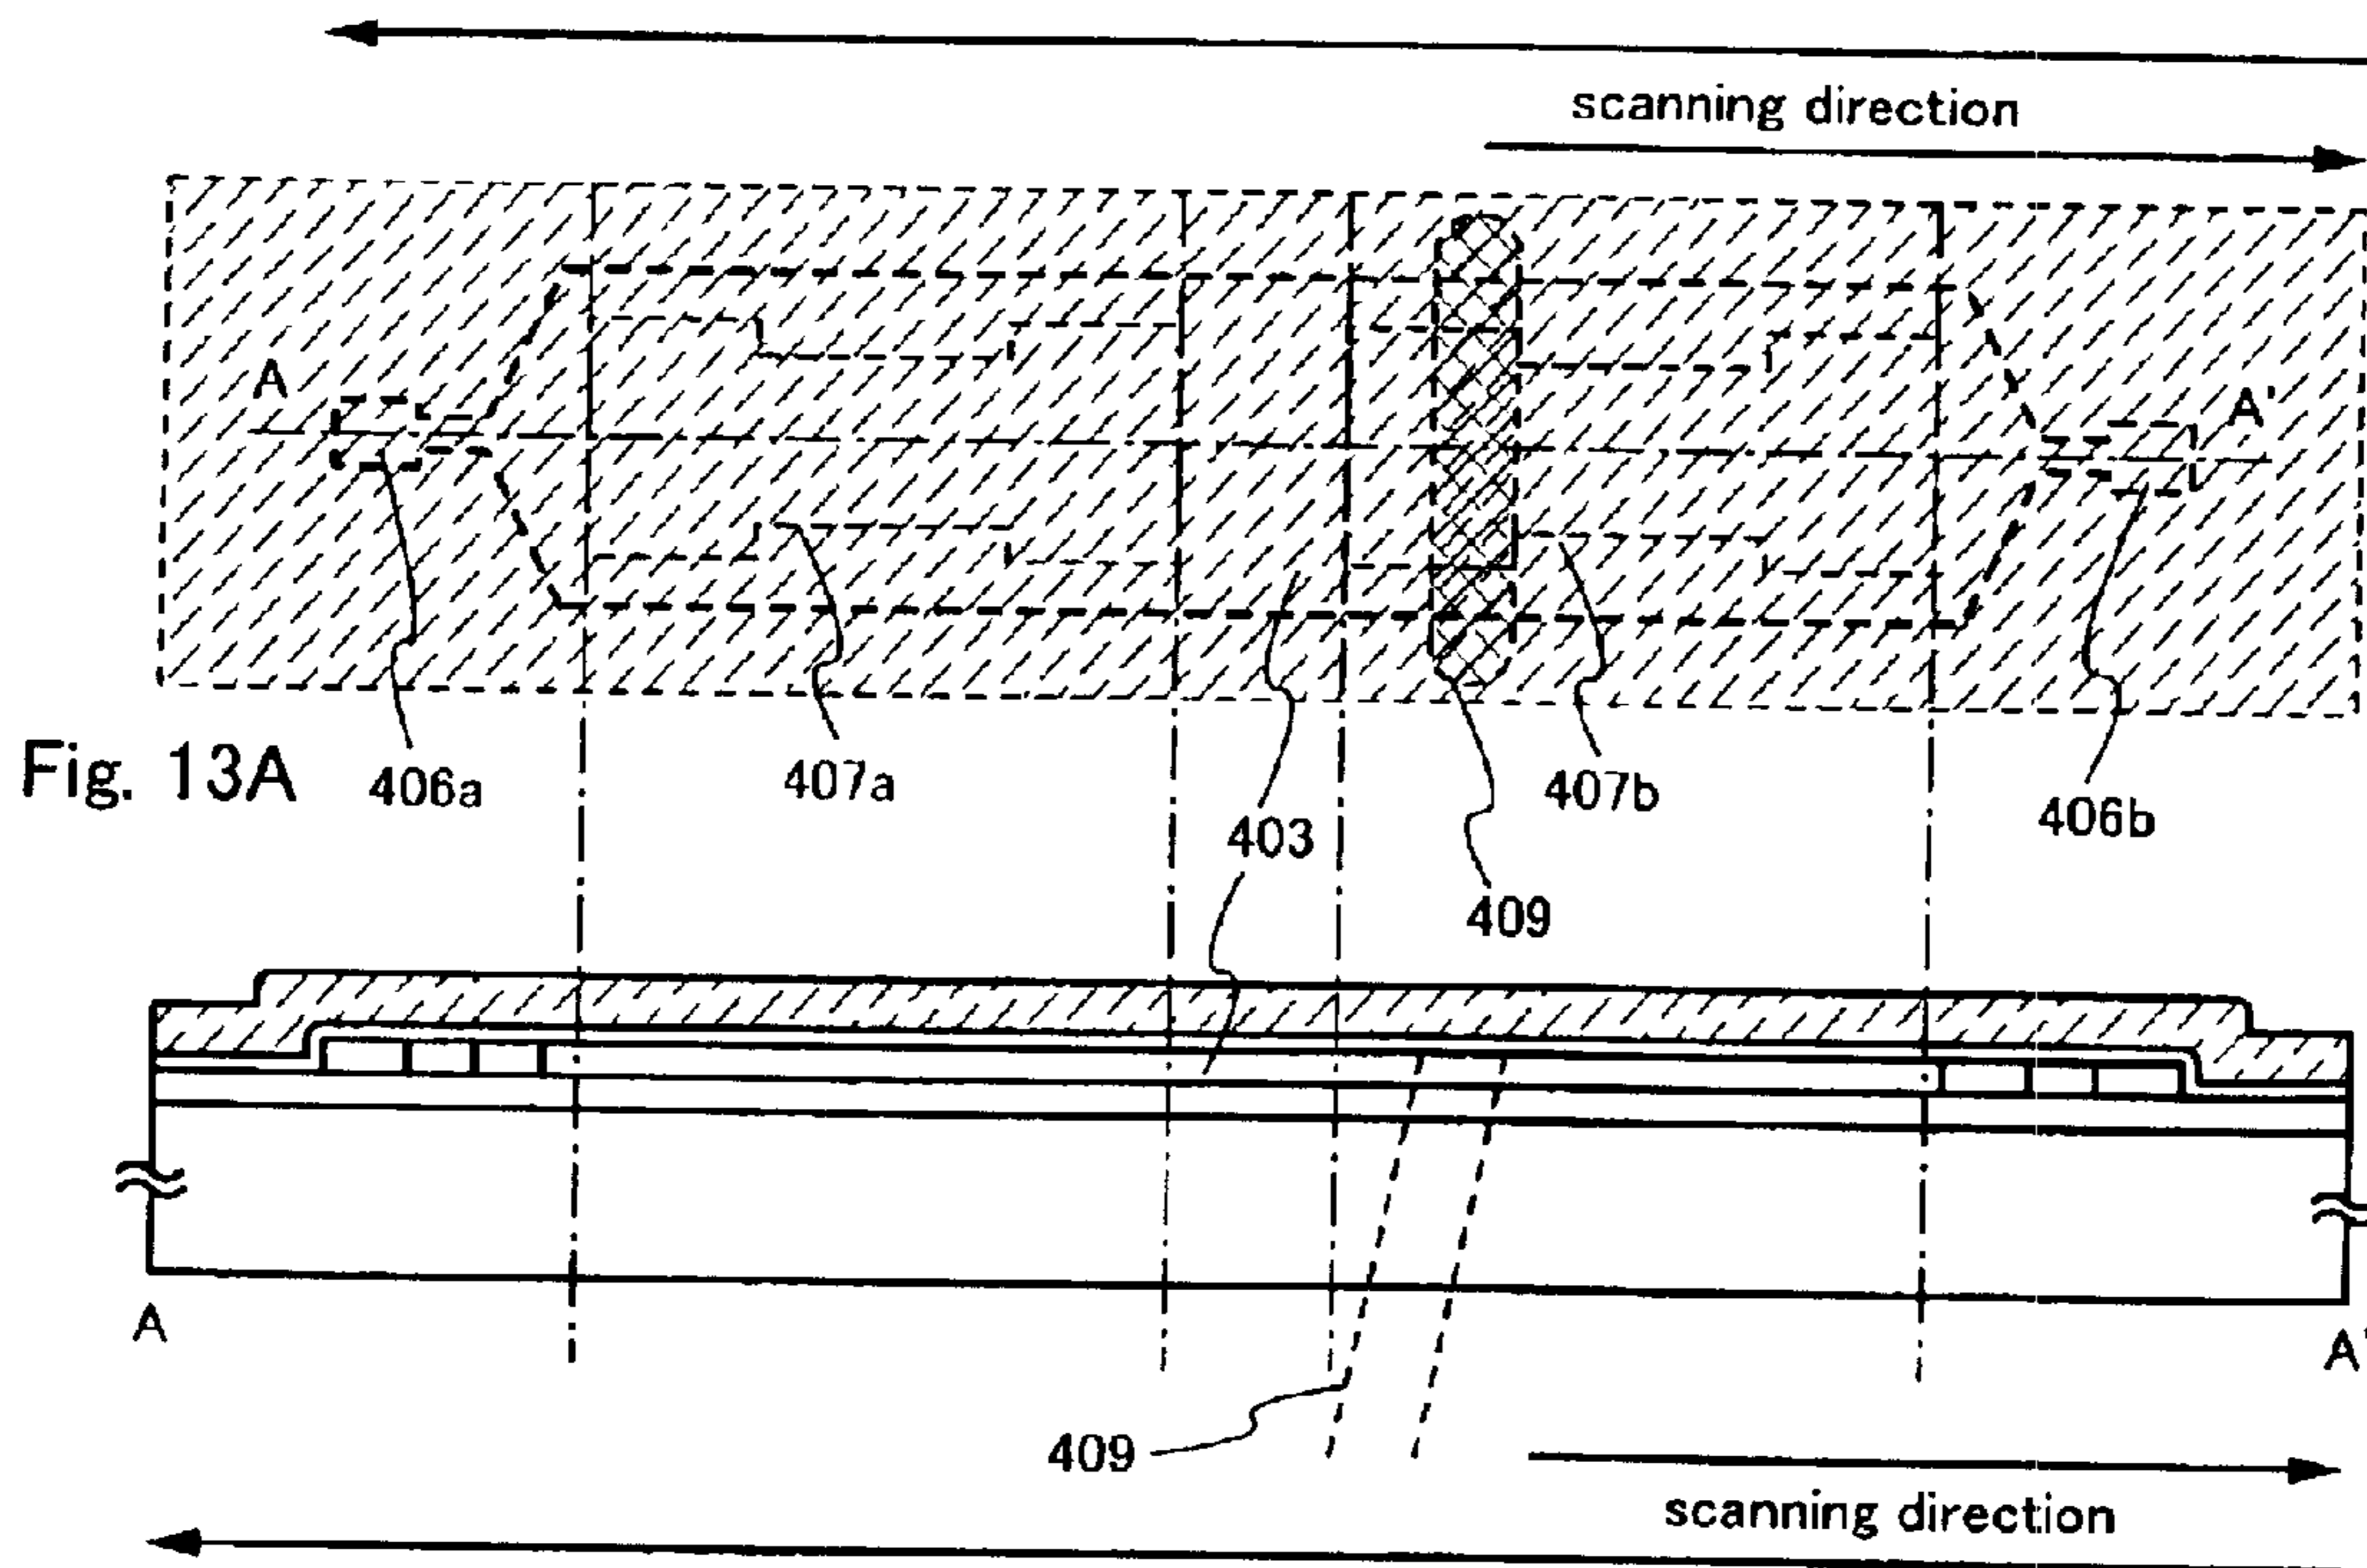 scanning direction
A
A'
Fig. 13A
406a
407a
407b
406b
403
409
A
A'
409
scanning direction